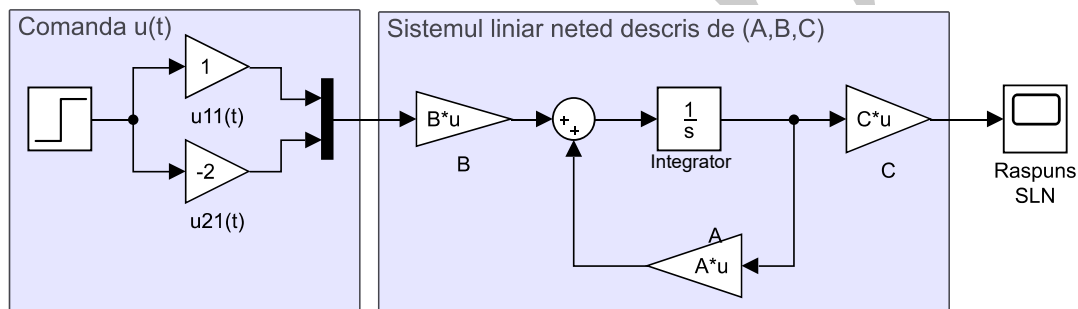 Comanda u(t)
1
u11(t)
-2
u21(t)
Sistemul liniar neted descris de (A,B,C)
B*u
B
+
+
1
s
Integrator
C*u
C
A
A*u
Raspuns
SLN